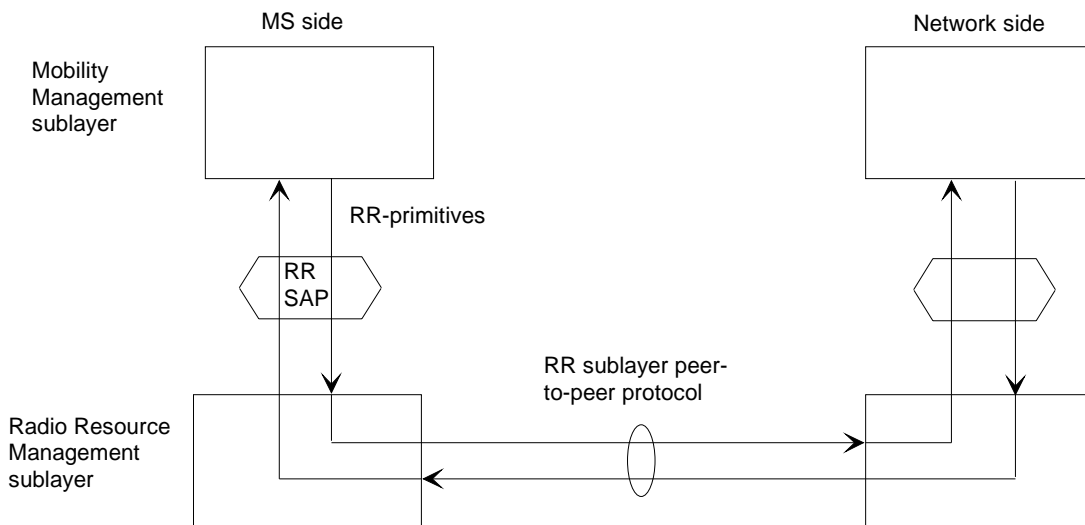 MS side
Network side
Mobility
Management
sublayer
RR-primitives
RR
SAP
RR sublayer peer-
to-peer protocol
Radio Resource
Management
sublayer